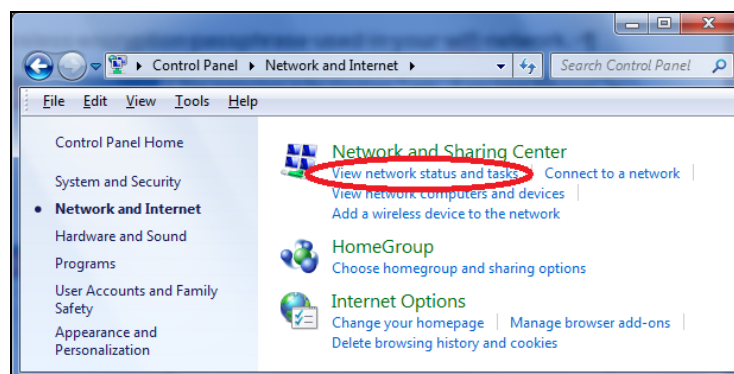 Control Panel ▸ Network and Internet ▸
Search Control Panel
File Edit View Tools Help
Control Panel Home
System and Security
Network and Internet
Hardware and Sound
Programs
User Accounts and Family
Safety
Appearance and
Personalization
Network and Sharing Center
View network status and tasks Connect to a network
View network computers and devices
Add a wireless device to the network
HomeGroup
Choose homegroup and sharing options
Internet Options
Change your homepage Manage browser add-ons
Delete browsing history and cookies